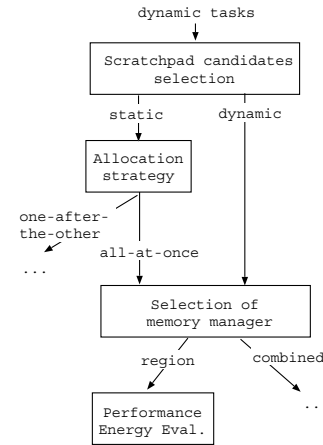 dynamic tasks
Scratchpad candidates
selection
static
dynamic
Allocation
strategy
one-after-
the-other
...
all-at-once
Selection of
memory manager
region
combined
..
Performance
Energy Eval.